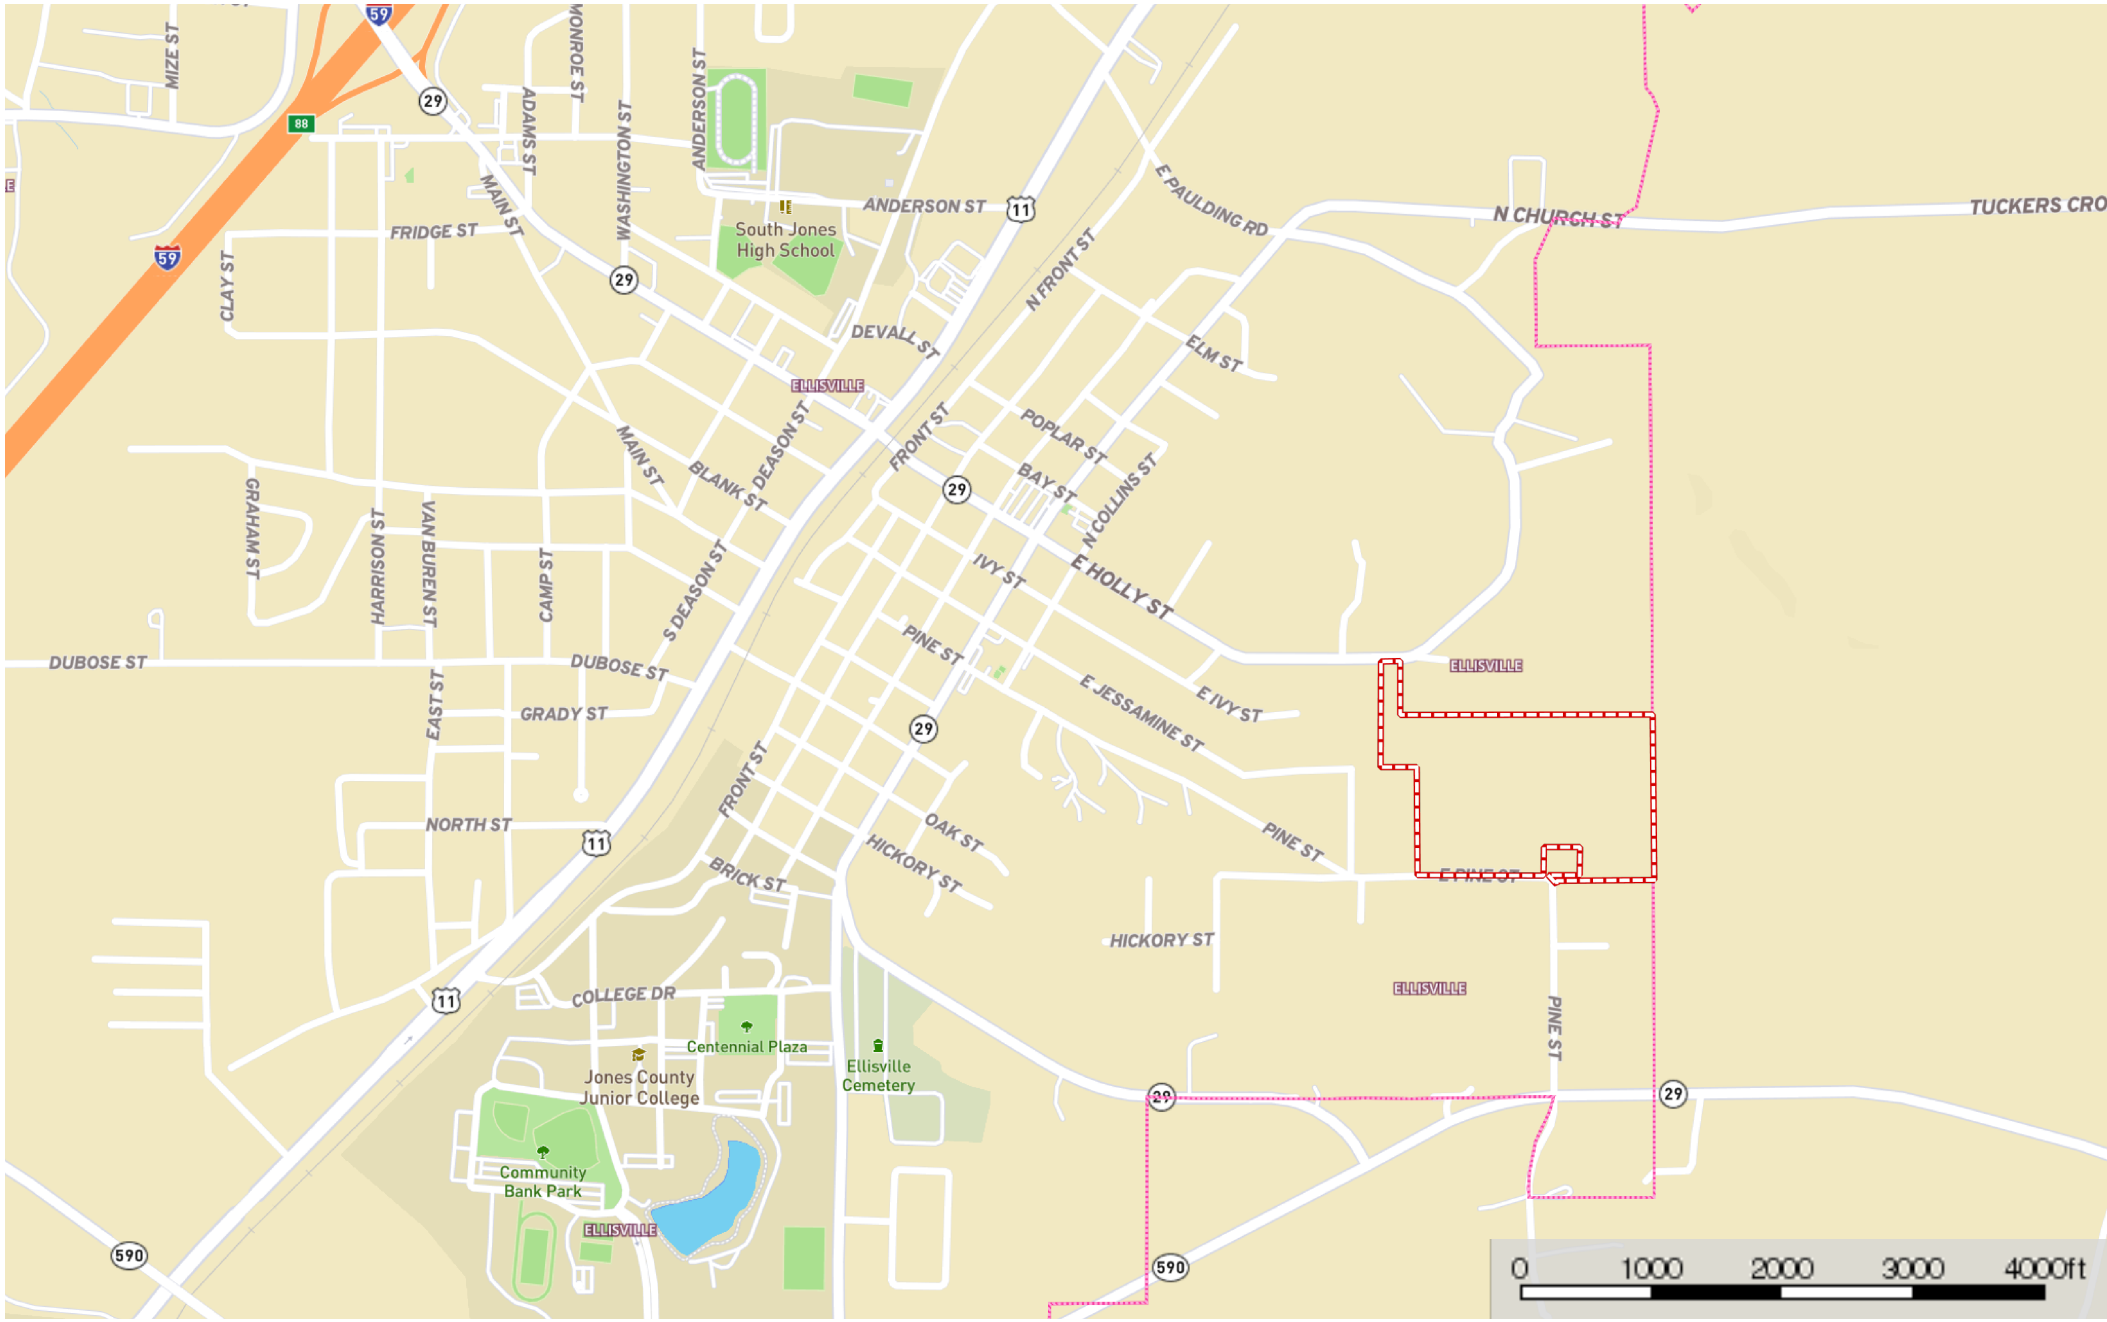 59
MIZE ST
MONROE ST
29
88
ADAMS ST
WASHINGTON ST
ANDERSON ST
E
MAIN ST
E PAULDING RD
ANDERSON ST
11
N CHURCH ST
TUCKERS CRO
FRIDGE ST
South Jones
High School
59
CLAY ST
29
N FRONT ST
DEVALL ST
ELM ST
ELLISVILLE
DEASON ST
FRONT ST
POPLAR ST
MAIN ST
BLANK ST
29
BAY ST
N COLLINS ST
GRAHAM ST
HARRISON ST
VAN BUREN ST
CAMP ST
S DEASON ST
IVY ST
E HOLLY ST
PINE ST
DUBOSE ST
DUBOSE ST
ELLISVILLE
EAST ST
GRADY ST
29
E JESSAMINE ST
E IVY ST
FRONT ST
NORTH ST
11
OAK ST
PINE ST
HICKORY ST
BRICK ST
E PINE ST
HICKORY ST
11
COLLEGE DR
ELLISVILLE
PINE ST
Centennial Plaza
Jones County
Junior College
Ellisville
Cemetery
29
29
Community
Bank Park
ELLISVILLE
590
590
0 1000 2000 3000 4000ft